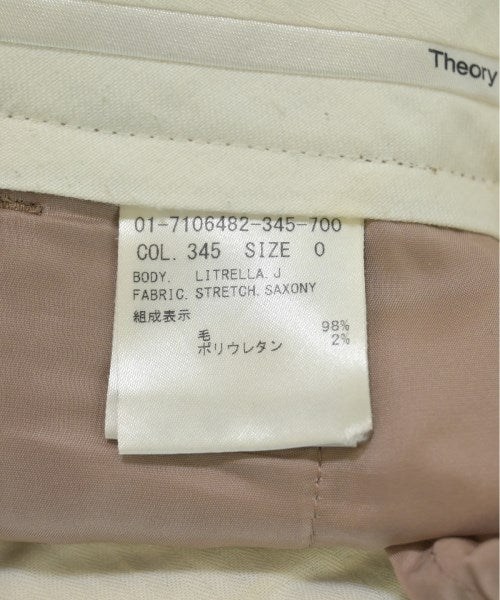 Theory
01-7106482-345-700
COL. 345 SIZE 0
BODY. LITRELLA. J
FABRIC. STRETCH. SAXONY
組成表示
毛 98%
ポリウレタン 2%